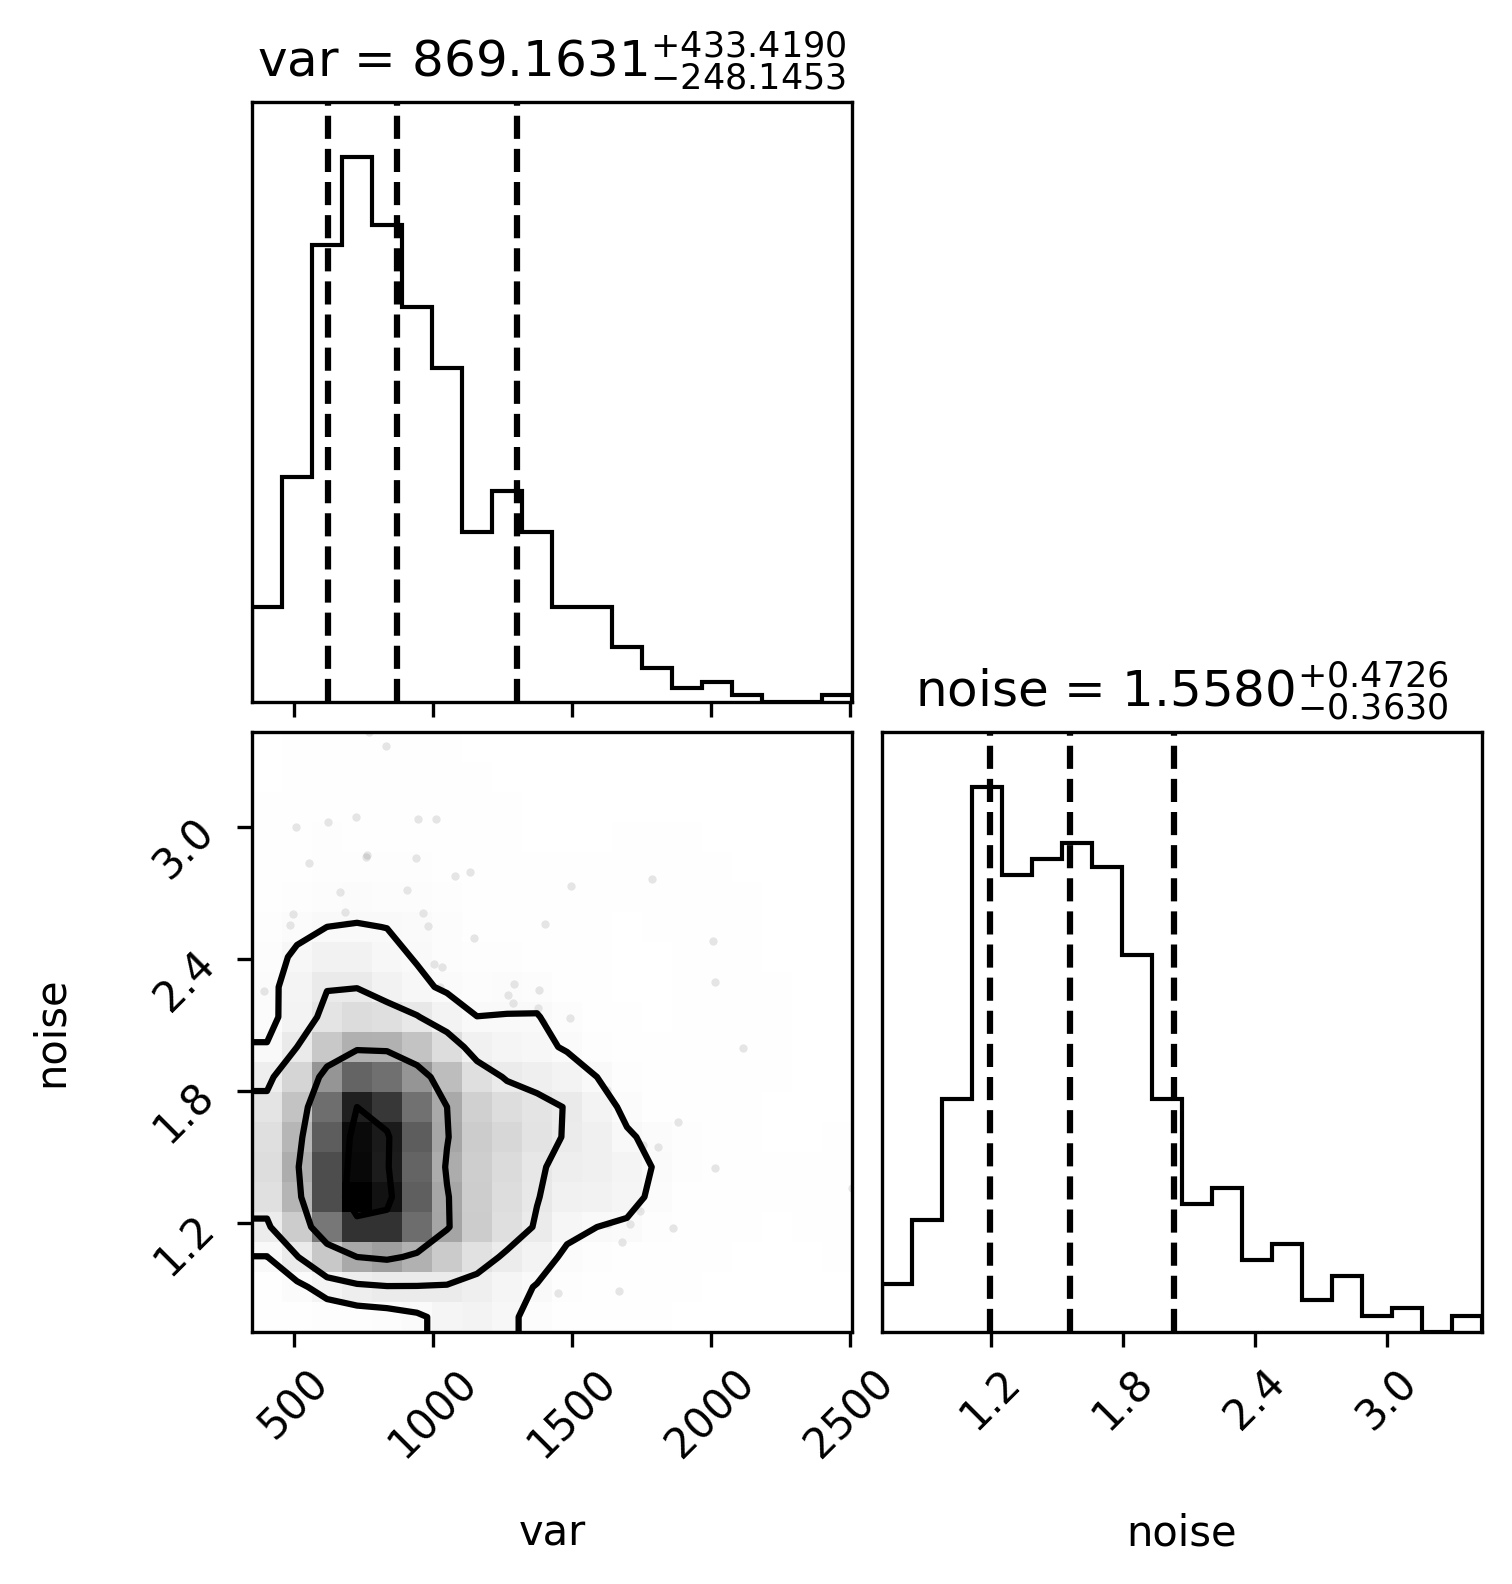 var = 869.1631^{+433.4190}_{-248.1453}
noise = 1.5580^{+0.4726}_{-0.3630}
noise
3.0
2.4
1.8
1.2
500 1000 1500 2000 2500
1.2 1.8 2.4 3.0
var
noise